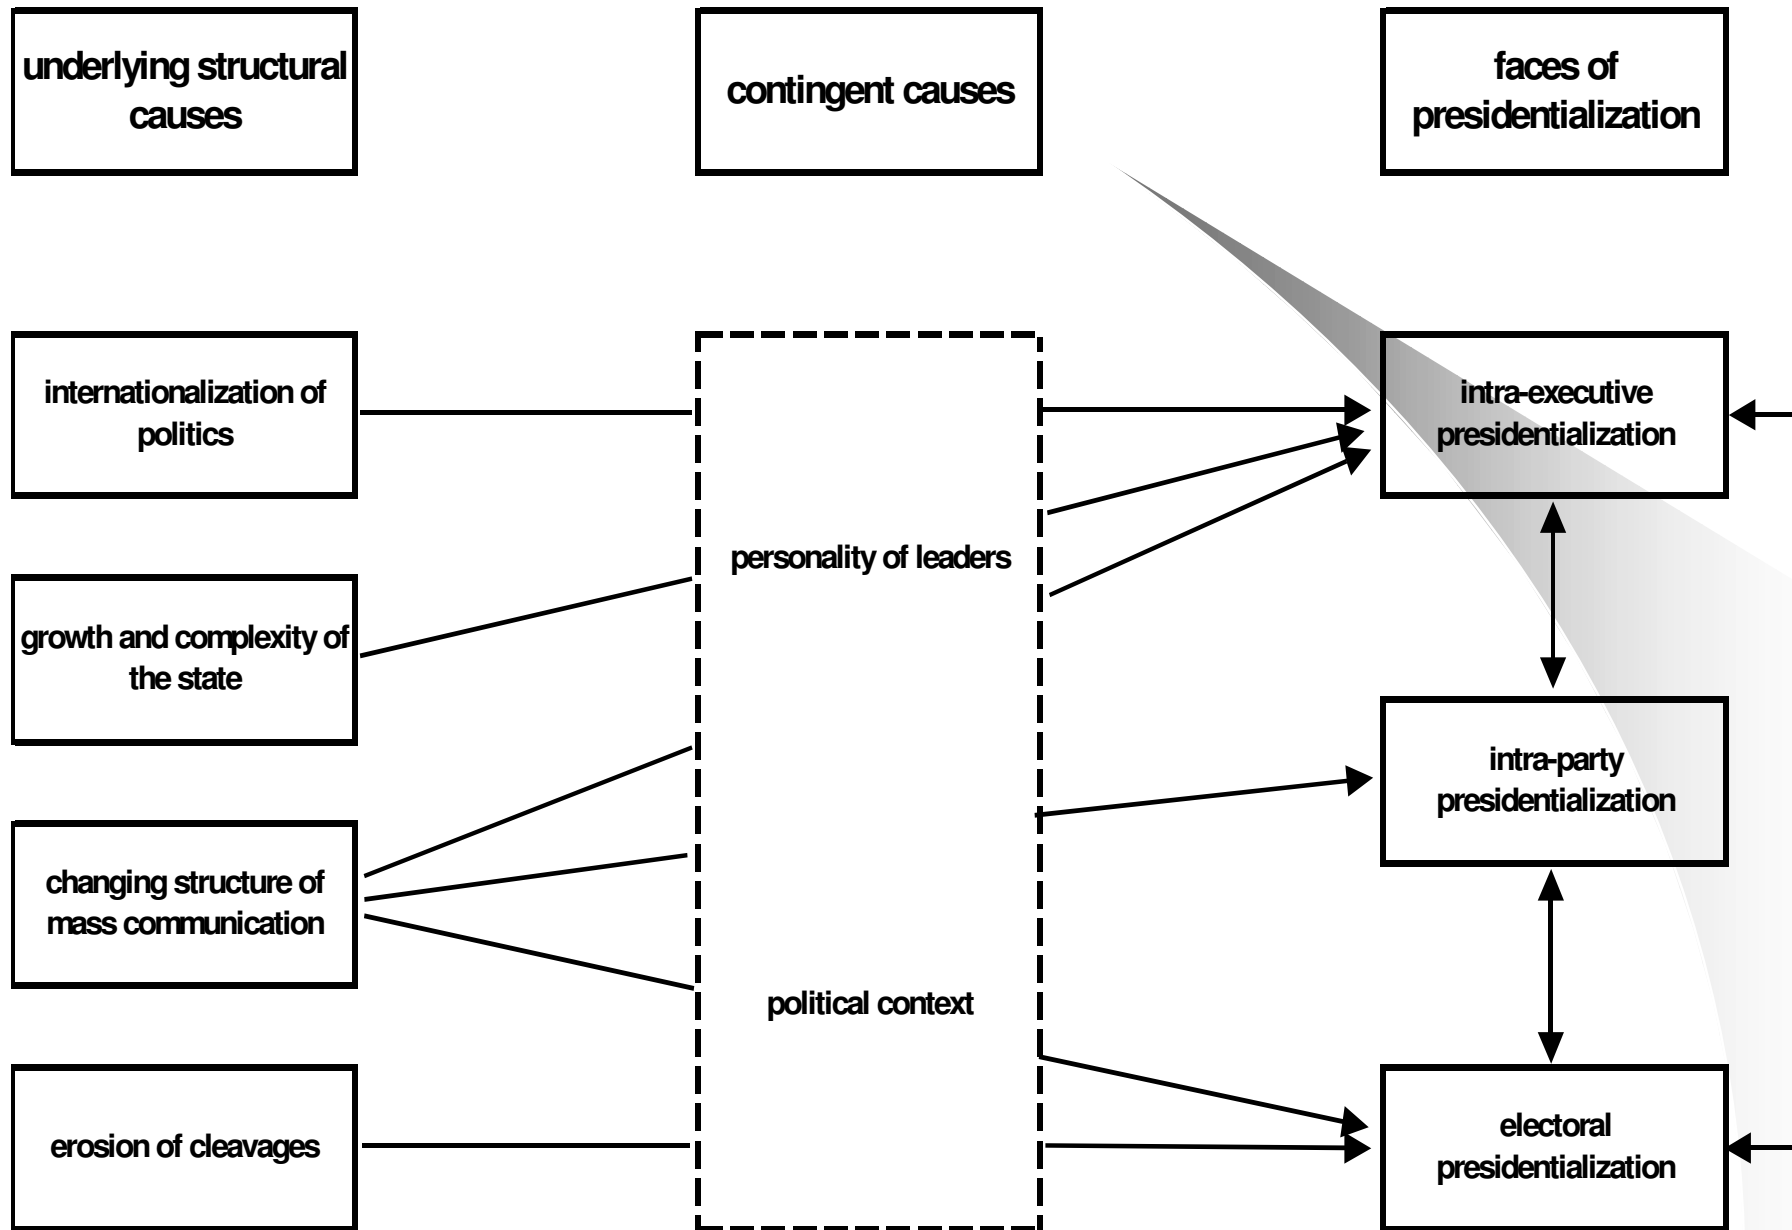 underlying structural
causes
contingent causes
faces of
presidentialization
internationalization of
politics
personality of leaders
intra-executive
presidentialization
growth and complexity of
the state
intra-party
presidentialization
changing structure of
mass communication
political context
erosion of cleavages
electoral
presidentialization